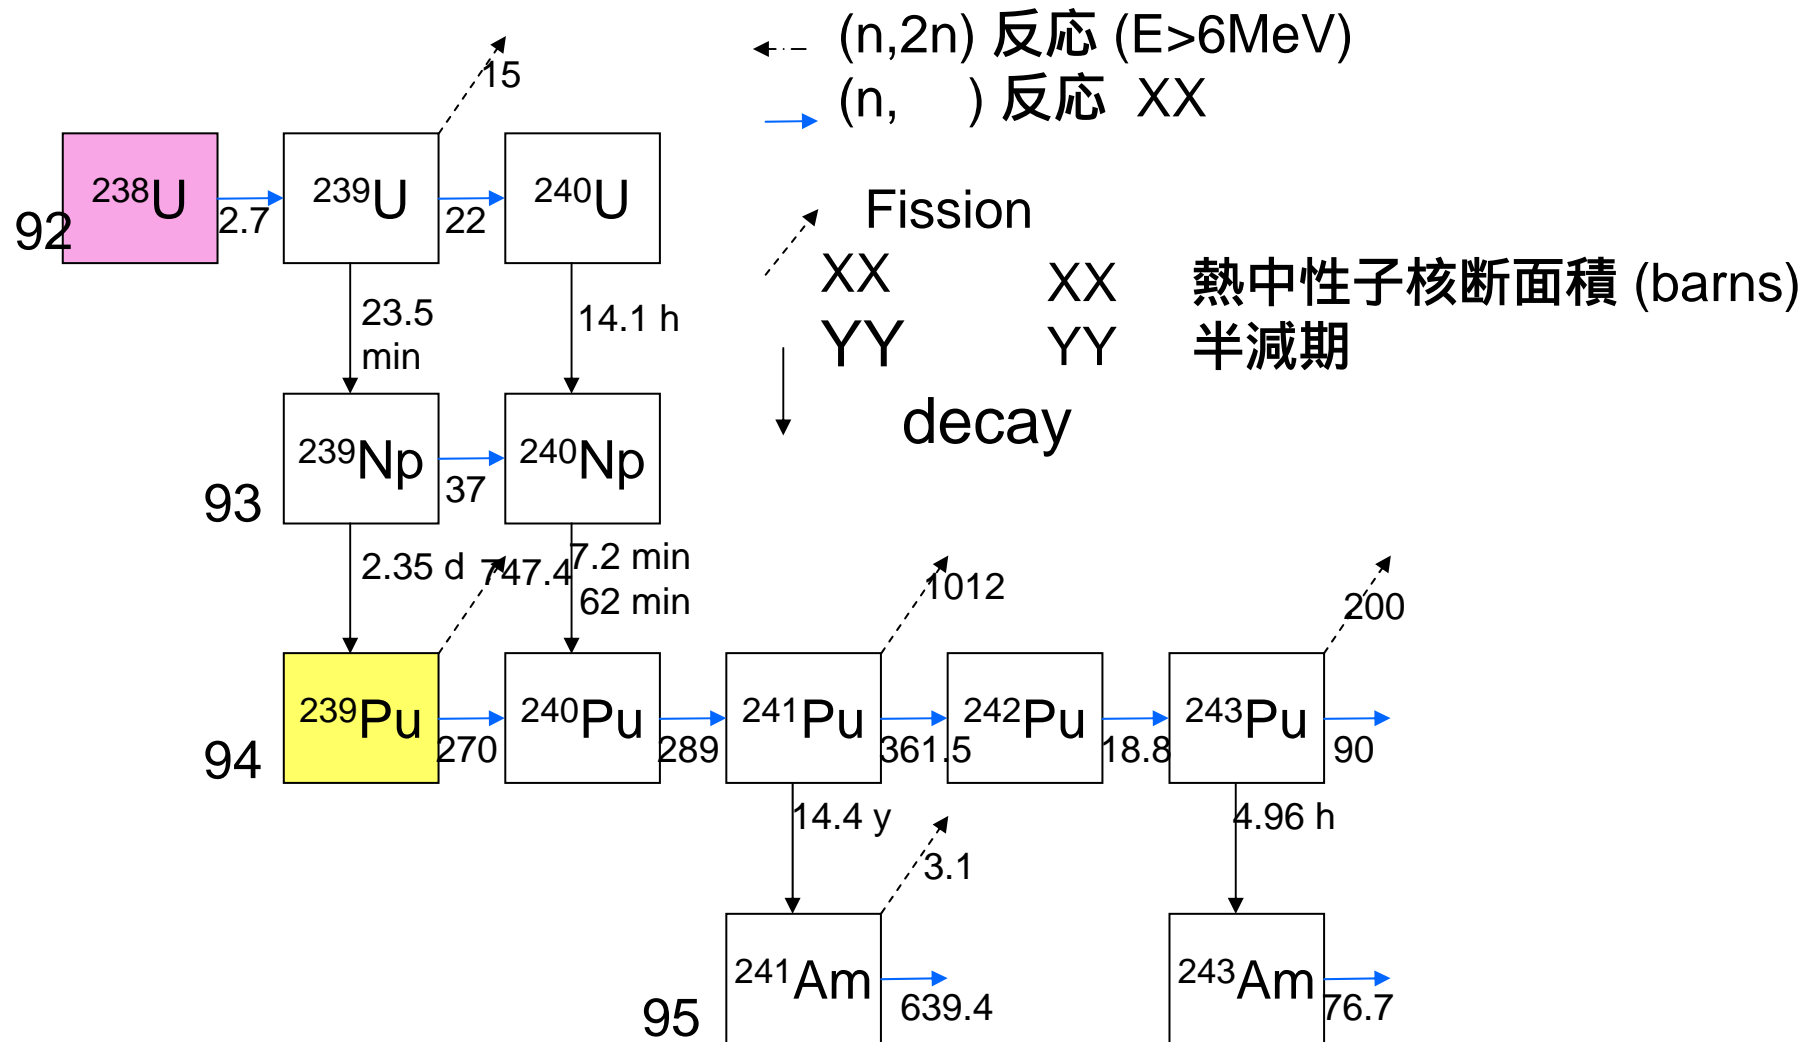 (n,2n) 反応 (E>6MeV)
(n, ) 反応 XX
Fission
XX XX 熱中性子核断面積 (barns)
YY YY 半減期
decay
15
92 ²³⁸U 2.7 ²³⁹U 22 ²⁴⁰U
23.5
min
14.1 h
93 ²³⁹Np 37 ²⁴⁰Np
2.35 d 747.4 7.2 min
62 min
1012
200
94 ²³⁹Pu 270 ²⁴⁰Pu 289 ²⁴¹Pu 361.5 ²⁴²Pu 18.8 ²⁴³Pu 90
14.4 y
4.96 h
3.1
95 ²⁴¹Am 639.4 ²⁴³Am 76.7